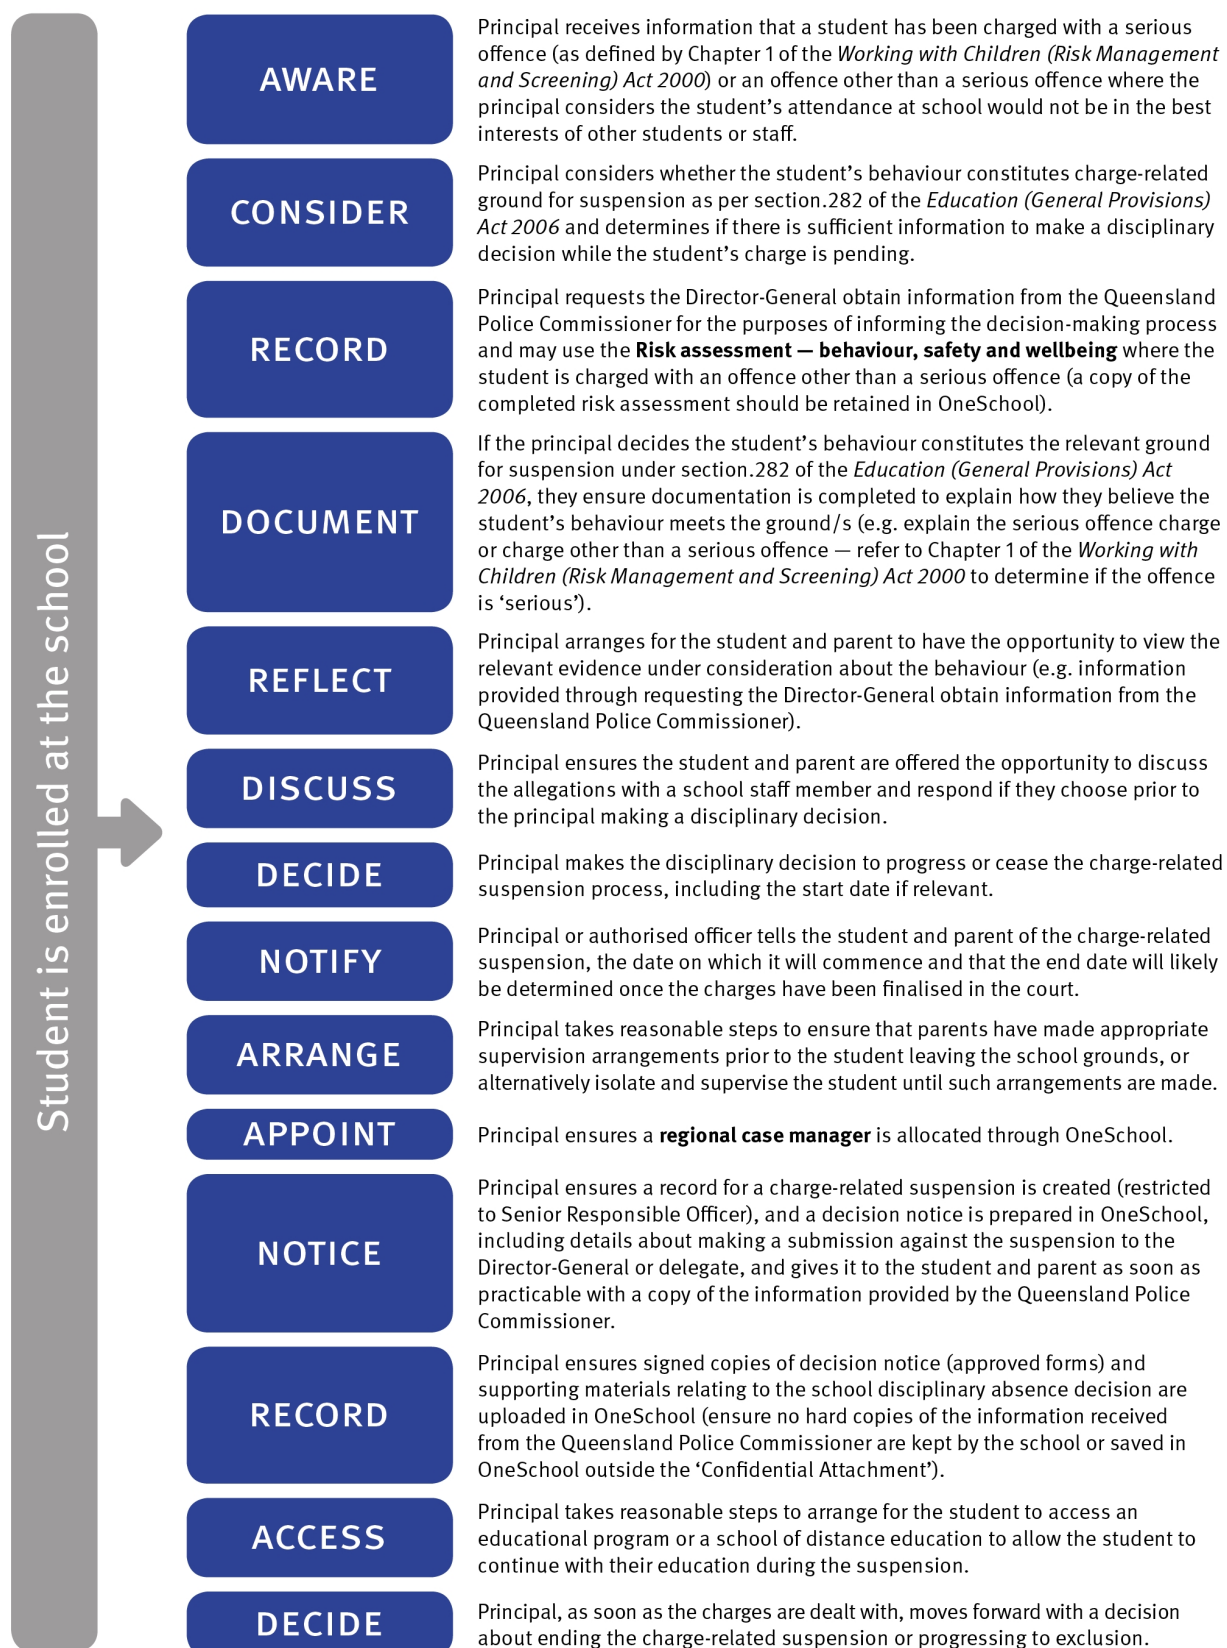 Student is enrolled at the school
AWARE
Principal receives information that a student has been charged with a serious
offence (as defined by Chapter 1 of the Working with Children (Risk Management
and Screening) Act 2000) or an offence other than a serious offence where the
principal considers the student's attendance at school would not be in the best
interests of other students or staff.
CONSIDER
Principal considers whether the student's behaviour constitutes charge-related
ground for suspension as per section.282 of the Education (General Provisions)
Act 2006 and determines if there is sufficient information to make a disciplinary
decision while the student's charge is pending.
RECORD
Principal requests the Director-General obtain information from the Queensland
Police Commissioner for the purposes of informing the decision-making process
and may use the Risk assessment — behaviour, safety and wellbeing where the
student is charged with an offence other than a serious offence (a copy of the
completed risk assessment should be retained in OneSchool).
DOCUMENT
If the principal decides the student's behaviour constitutes the relevant ground
for suspension under section.282 of the Education (General Provisions) Act
2006, they ensure documentation is completed to explain how they believe the
student's behaviour meets the ground/s (e.g. explain the serious offence charge
or charge other than a serious offence — refer to Chapter 1 of the Working with
Children (Risk Management and Screening) Act 2000 to determine if the offence
is 'serious').
REFLECT
Principal arranges for the student and parent to have the opportunity to view the
relevant evidence under consideration about the behaviour (e.g. information
provided through requesting the Director-General obtain information from the
Queensland Police Commissioner).
DISCUSS
Principal ensures the student and parent are offered the opportunity to discuss
the allegations with a school staff member and respond if they choose prior to
the principal making a disciplinary decision.
DECIDE
Principal makes the disciplinary decision to progress or cease the charge-related
suspension process, including the start date if relevant.
NOTIFY
Principal or authorised officer tells the student and parent of the charge-related
suspension, the date on which it will commence and that the end date will likely
be determined once the charges have been finalised in the court.
ARRANGE
Principal takes reasonable steps to ensure that parents have made appropriate
supervision arrangements prior to the student leaving the school grounds, or
alternatively isolate and supervise the student until such arrangements are made.
APPOINT
Principal ensures a regional case manager is allocated through OneSchool.
NOTICE
Principal ensures a record for a charge-related suspension is created (restricted
to Senior Responsible Officer), and a decision notice is prepared in OneSchool,
including details about making a submission against the suspension to the
Director-General or delegate, and gives it to the student and parent as soon as
practicable with a copy of the information provided by the Queensland Police
Commissioner.
RECORD
Principal ensures signed copies of decision notice (approved forms) and
supporting materials relating to the school disciplinary absence decision are
uploaded in OneSchool (ensure no hard copies of the information received
from the Queensland Police Commissioner are kept by the school or saved in
OneSchool outside the 'Confidential Attachment').
ACCESS
Principal takes reasonable steps to arrange for the student to access an
educational program or a school of distance education to allow the student to
continue with their education during the suspension.
DECIDE
Principal, as soon as the charges are dealt with, moves forward with a decision
about ending the charge-related suspension or progressing to exclusion.